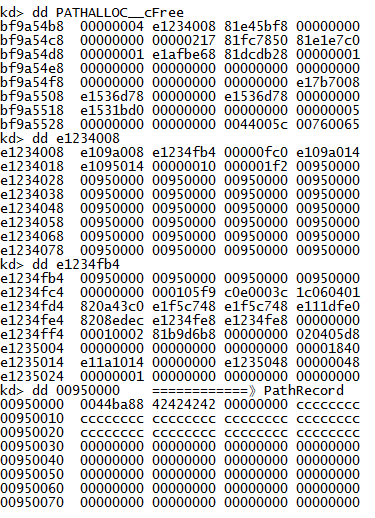 kd> dd PATHALLOC__cFree
bf9a54b8  00000004 e1234008 81e45bf8 00000000
bf9a54c8  00000000 00000217 81fc7850 81e1e7c0
bf9a54d8  00000000 e1afbe68 81dcdb28 00000001
bf9a54e8  00000000 00000000 00000000 00000000
bf9a54f8  00000000 00000000 00000000 e17b7008
bf9a5508  e1536d78 00000000 e1536d78 00000000
bf9a5518  e1531bd0 00000000 00000000 00000005
bf9a5528  00000000 00000000 0044005c 00760065
kd> dd e1234008
e1234008  e109a008 e1234fb4 00000fc0 e109a014
e1234018  e1095014 00000010 000001f2 00950000
e1234028  00950000 00950000 00950000 00950000
e1234038  00950000 00950000 00950000 00950000
e1234048  00950000 00950000 00950000 00950000
e1234058  00950000 00950000 00950000 00950000
e1234068  00950000 00950000 00950000 00950000
e1234078  00950000 00950000 00950000 00950000
kd> dd e1234fb4
e1234fb4  00950000 00950000 00950000 00950000
e1234fc4  00000000 000105f9 c0e0003c 1c060401
e1234fd4  820a43c0 e1f5c748 e1f5c748 e111dfe0
e1234fe4  8208edec e1234fe8 e1234fe8 00000000
e1234ff4  00010002 81b9d6b8 00000000 020405d8
e1235004  00000000 00000000 00000000 00001840
e1235014  e11a1014 00000000 e1235048 00000048
e1235024  00000001 00000000 00000000 00000000
kd> dd 00950000    ============》PathRecord
00950000  0044ba88 42424242 00000000 cccccccc
00950010  cccccccc cccccccc cccccccc cccccccc
00950020  cccccccc cccccccc cccccccc cccccccc
00950030  00000000 00000000 00000000 00000000
00950040  00000000 00000000 00000000 00000000
00950050  00000000 00000000 00000000 00000000
00950060  00000000 00000000 00000000 00000000
00950070  00000000 00000000 00000000 00000000